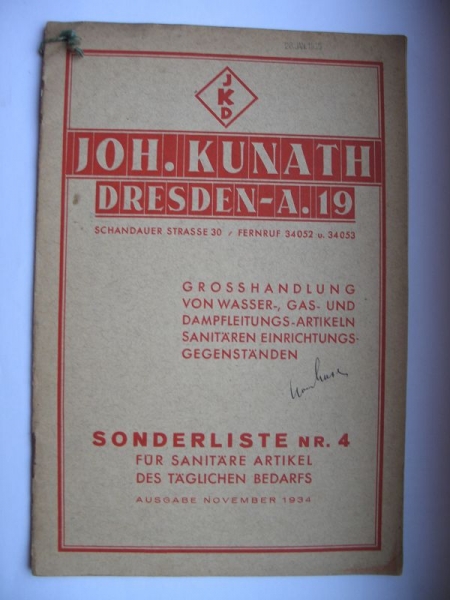 J
K
D
JOH. KUNATH
DRESDEN-A. 19
SCHANDAUER STRASSE 30 / FERNRUF 34052 u. 34053
GROSSHANDLUNG
VON WASSER-, GAS- UND
DAMPFLEITUNGS-ARTIKELN
SANITÄREN EINRICHTUNGS-
GEGENSTÄNDEN
SONDERLISTE NR. 4
FÜR SANITÄRE ARTIKEL
DES TÄGLICHEN BEDARFS
AUSGABE NOVEMBER 1934